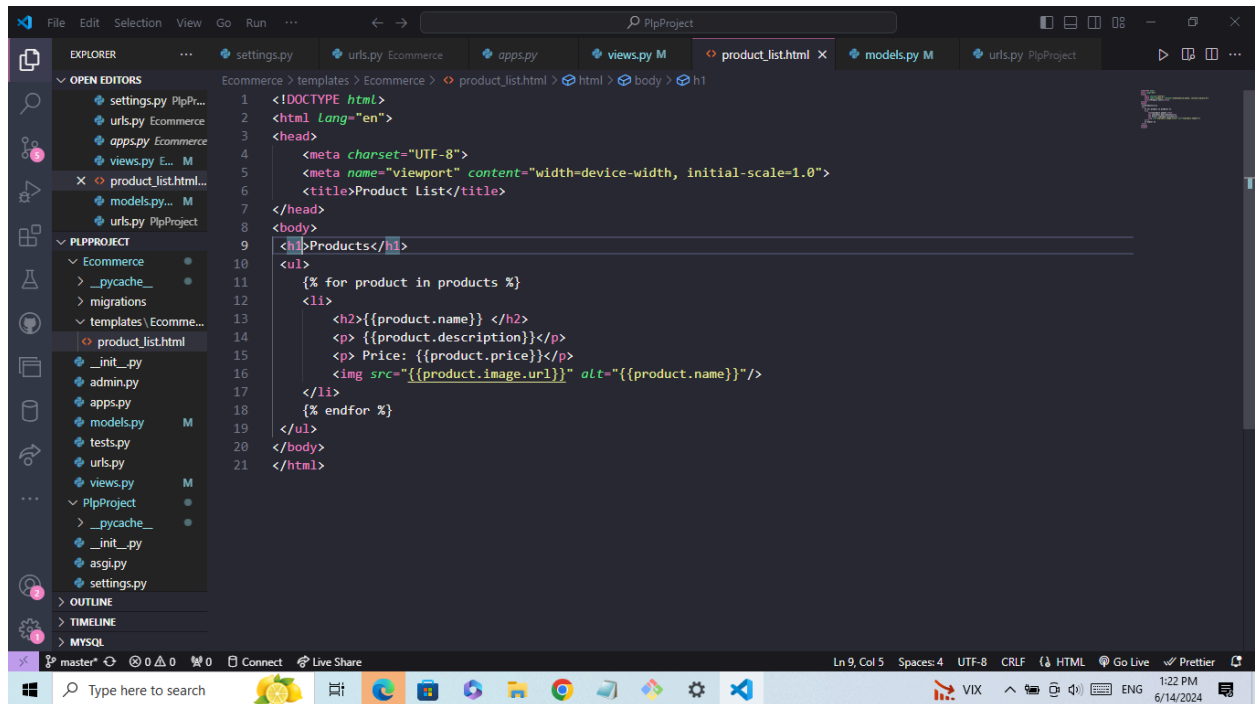 File Edit Selection View Go Run ··· ← → PlpProject
EXPLORER ···
settings.py urls.py Ecommerce apps.py views.py M product_list.html × models.py M urls.py PlpProject
OPEN EDITORS
settings.py PlpPr...
urls.py Ecommerce
apps.py Ecommerce
views.py E... M
× product_list.html...
models.py... M
urls.py PlpProject
PLPPROJECT
Ecommerce
> __pycache__
> migrations
templates\Ecomme...
product_list.html
__init__.py
admin.py
apps.py
models.py M
tests.py
urls.py
views.py M
PlpProject
> __pycache__
__init__.py
asgi.py
settings.py
> OUTLINE
> TIMELINE
> MYSQL
5
2
1
Ecommerce > templates > Ecommerce > product_list.html > html > body > h1
1 <!DOCTYPE html>
2 <html lang="en">
3 <head>
4 <meta charset="UTF-8">
5 <meta name="viewport" content="width=device-width, initial-scale=1.0">
6 <title>Product List</title>
7 </head>
8 <body>
9 <h1>Products</h1>
10 <ul>
11 {% for product in products %}
12 <li>
13 <h2>{{product.name}} </h2>
14 <p> {{product.description}}</p>
15 <p> Price: {{product.price}}</p>
16 <img src="{{product.image.url}}" alt="{{product.name}}"/>
17 </li>
18 {% endfor %}
19 </ul>
20 </body>
21 </html>
master* 0 0 0 Connect Live Share Ln 9, Col 5 Spaces: 4 UTF-8 CRLF HTML Go Live Prettier
Type here to search VIX ENG 1:22 PM
6/14/2024